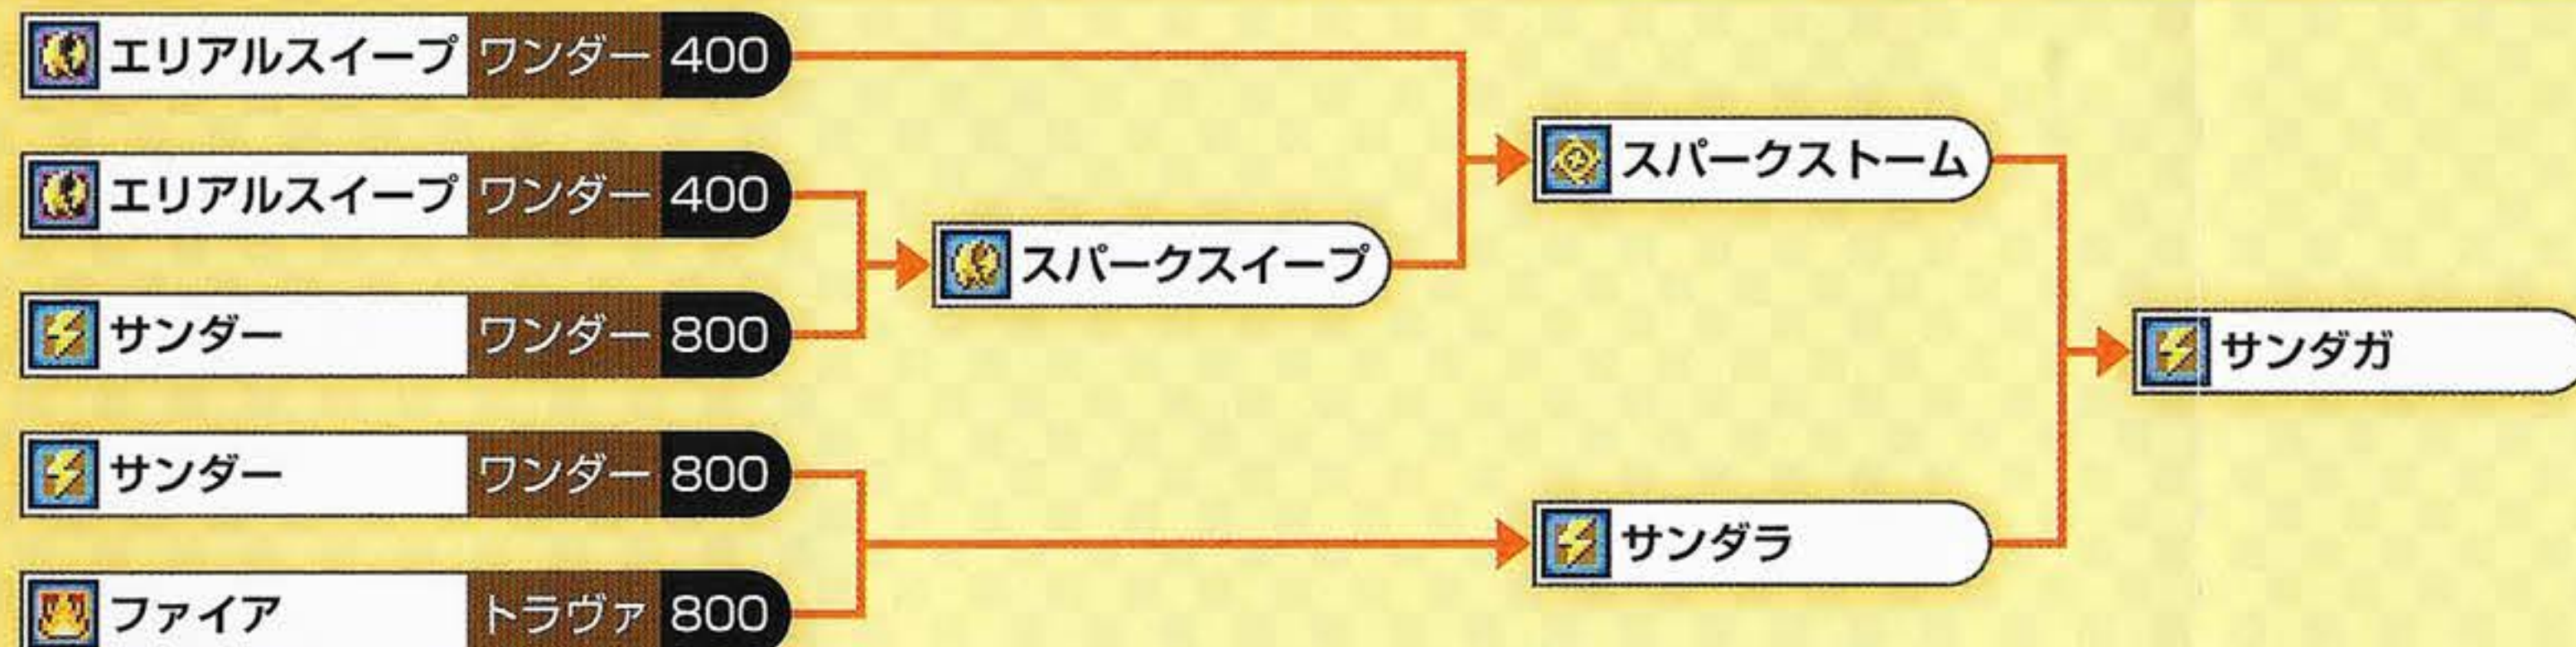 エリアルスイープ ワンダー 400
スパークストーム
エリアルスイープ ワンダー 400
スパークスイープ
サンダー ワンダー 800
サンダガ
サンダー ワンダー 800
サンダラ
ファイア トラヴァ 800